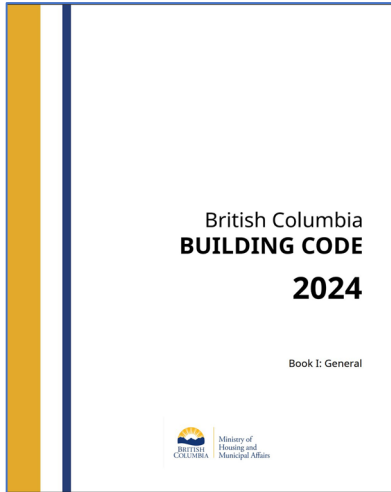 British Columbia
BUILDING CODE
2024
Book I: General
BRITISH
COLUMBIA
Ministry of
Housing and
Municipal Affairs